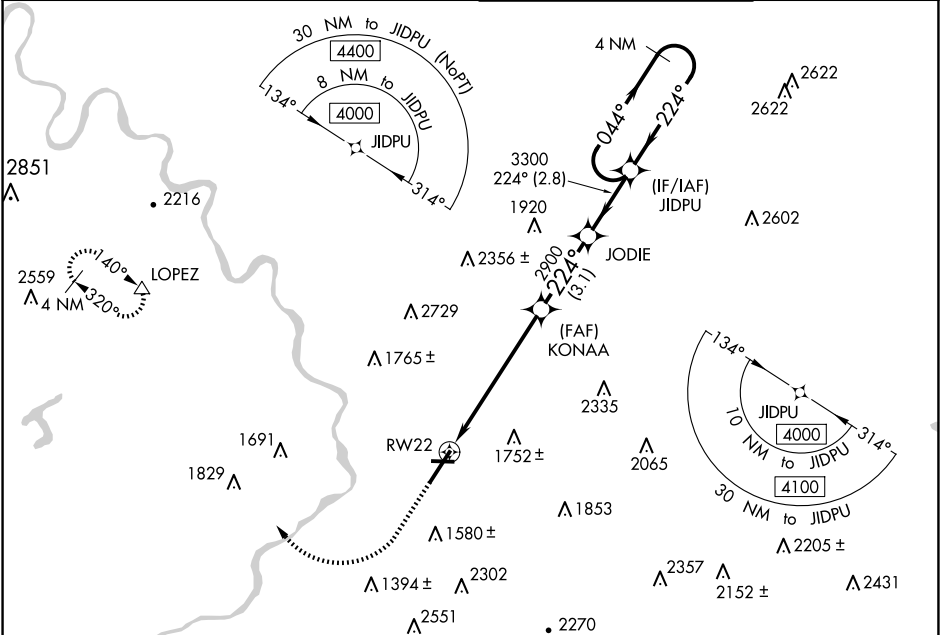 30 NM to JIDPU (NoPT)
4400
8 NM to JIDPU
4000
134°
JIDPU
314°
4 NM
044°
224°
2622
2622
3300
224° (2.8)
(IF/IAF)
JIDPU
2851
2216
1920
2602
JODIE
2356 ±
2900
224°
(3.1)
140°
LOPEZ
2559
4 NM
320°
2729
(FAF)
KONAA
1765 ±
134°
2335
JIDPU
4000
314°
10 NM to JIDPU
4100
30 NM to JIDPU
RW22
1691
1752 ±
2065
1829
1853
1580 ±
2205 ±
1394 ±
2302
2357
2152 ±
2431
2551
2270